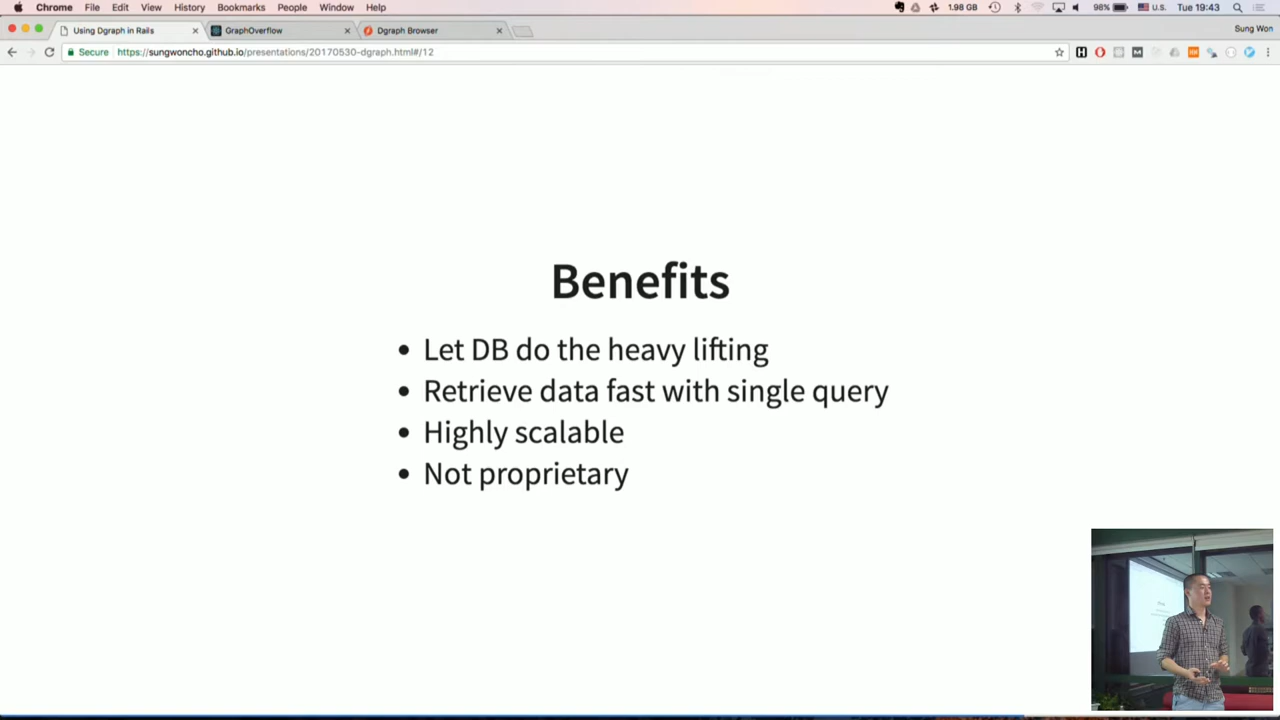 Chrome File Edit View History Bookmarks People Window Help 1.98 GB 98% U.S. Tue 19:43
Using Dgraph in Rails GraphOverflow Dgraph Browser Sung Won
Secure https://sungwoncho.github.io/presentations/20170530-dgraph.html#/12
Benefits
• Let DB do the heavy lifting
• Retrieve data fast with single query
• Highly scalable
• Not proprietary